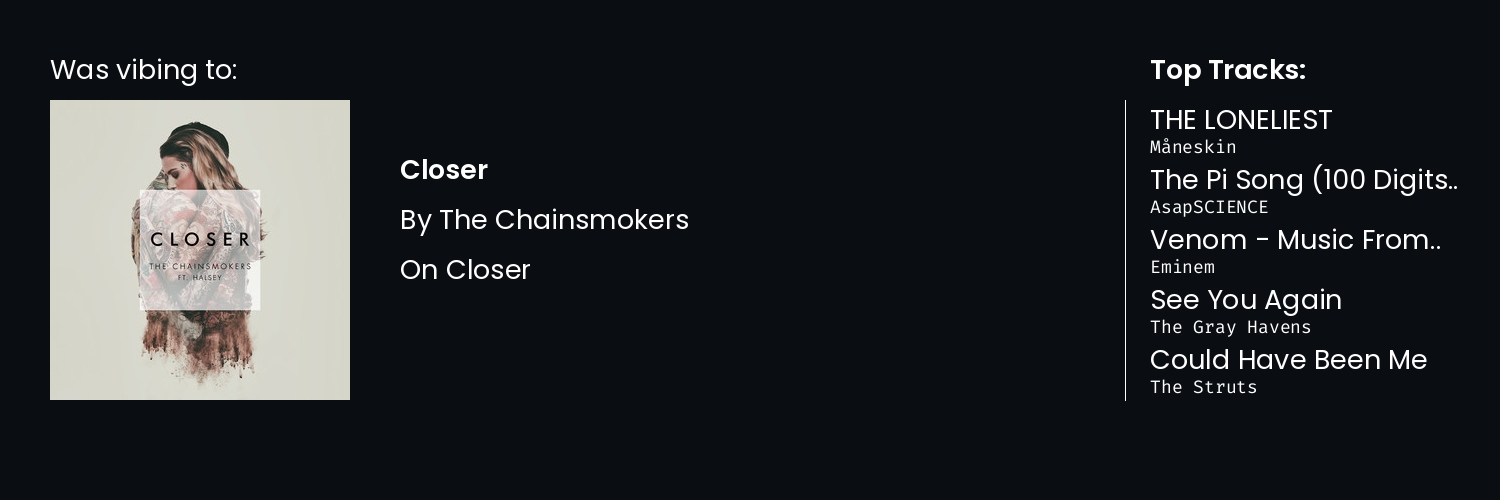 Was vibing to:
CLOSER
THE CHAINSMOKERS
FT. HALSEY
Closer
By The Chainsmokers
On Closer
Top Tracks:
THE LONELIEST
Måneskin
The Pi Song (100 Digits..
AsapSCIENCE
Venom - Music From..
Eminem
See You Again
The Gray Havens
Could Have Been Me
The Struts